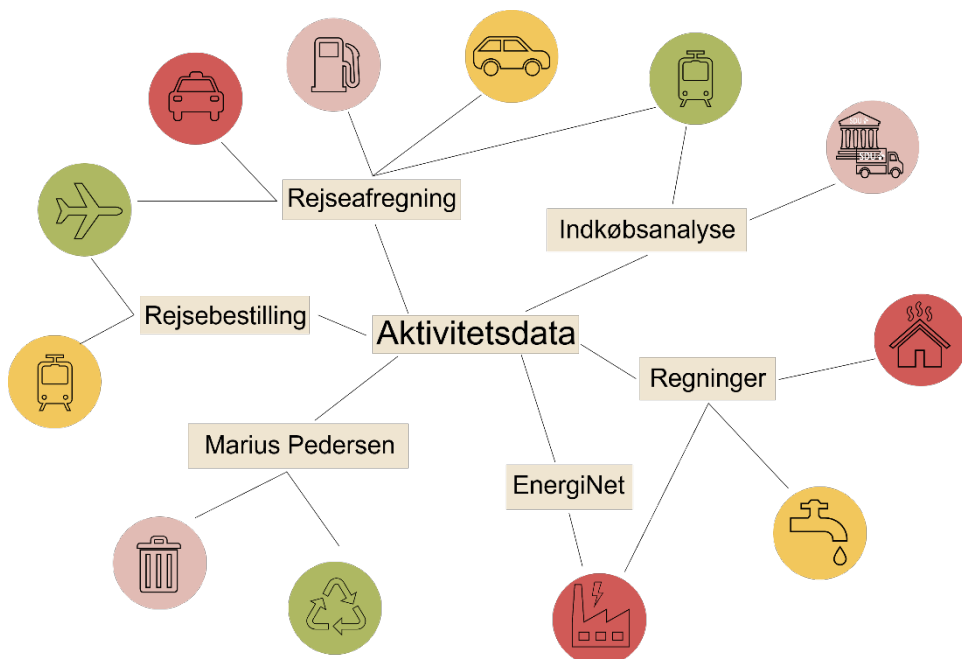 Rejseafregning
Indkøbsanalyse
Rejsebestilling
Aktivitetsdata
Regninger
Marius Pedersen
EnergiNet